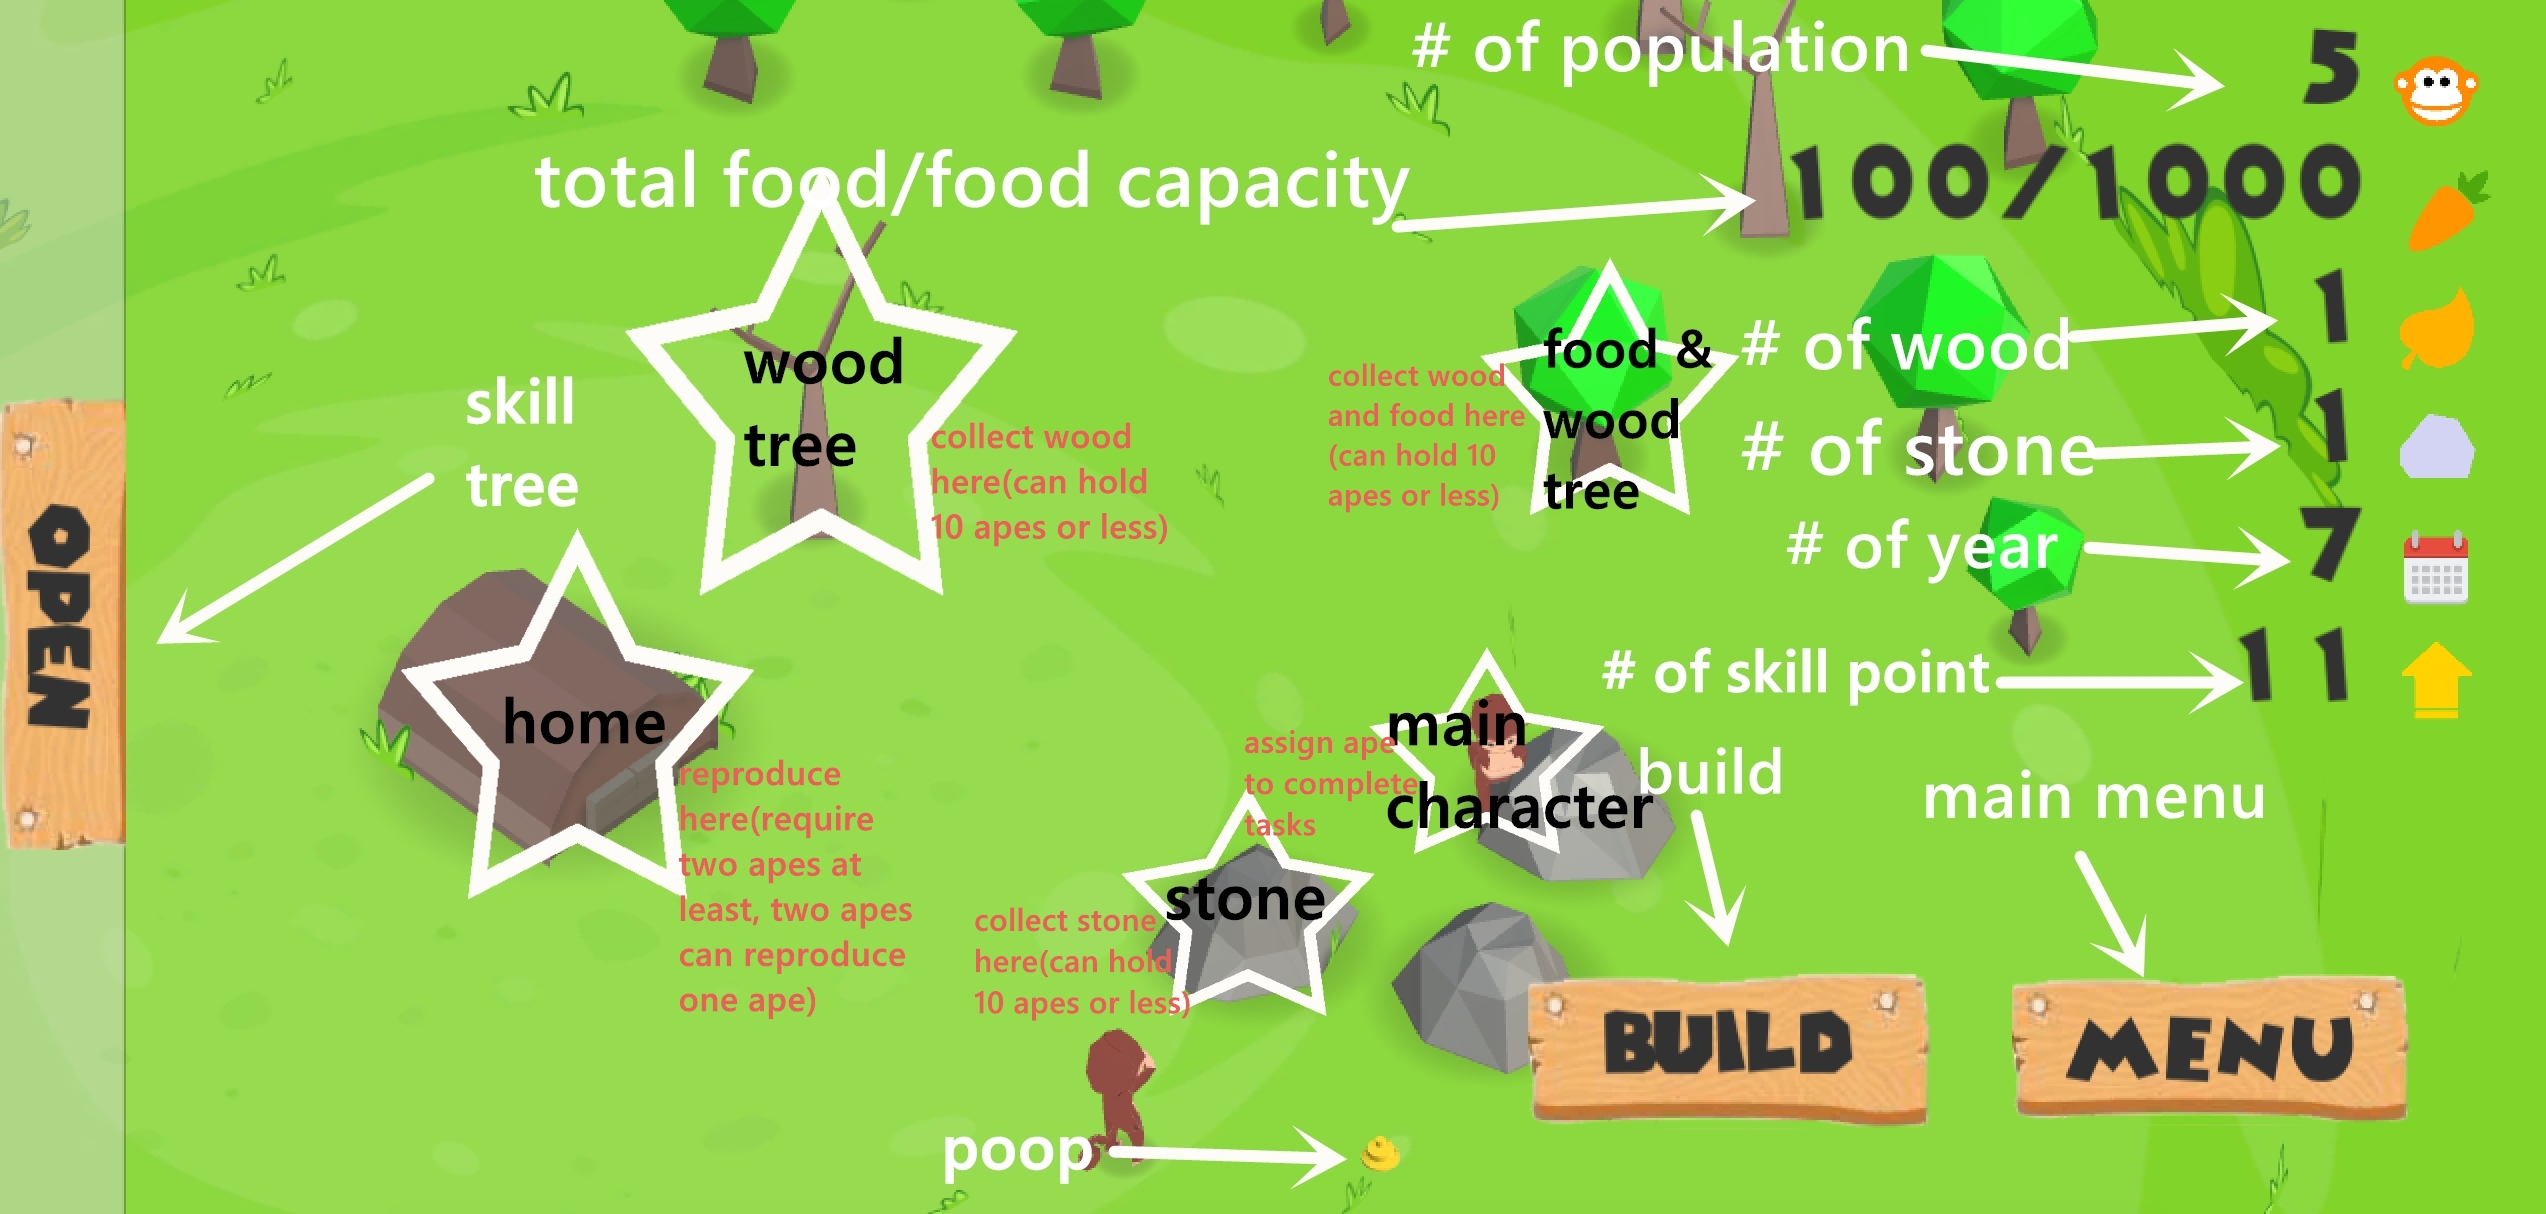 # of population
5
total food/food capacity
100/1000
wood
tree
collect wood
here(can hold
10 apes or less)
food &
wood
tree
collect wood
and food here
(can hold 10
apes or less)
# of wood
1
# of stone
1
# of year
7
# of skill point
11
skill
tree
OPEN
home
reproduce
here(require
two apes at
least, two apes
can reproduce
one ape)
main
character
assign ape
to complete
tasks
stone
collect stone
here(can hold
10 apes or less)
build
main menu
BUILD
MENU
poop